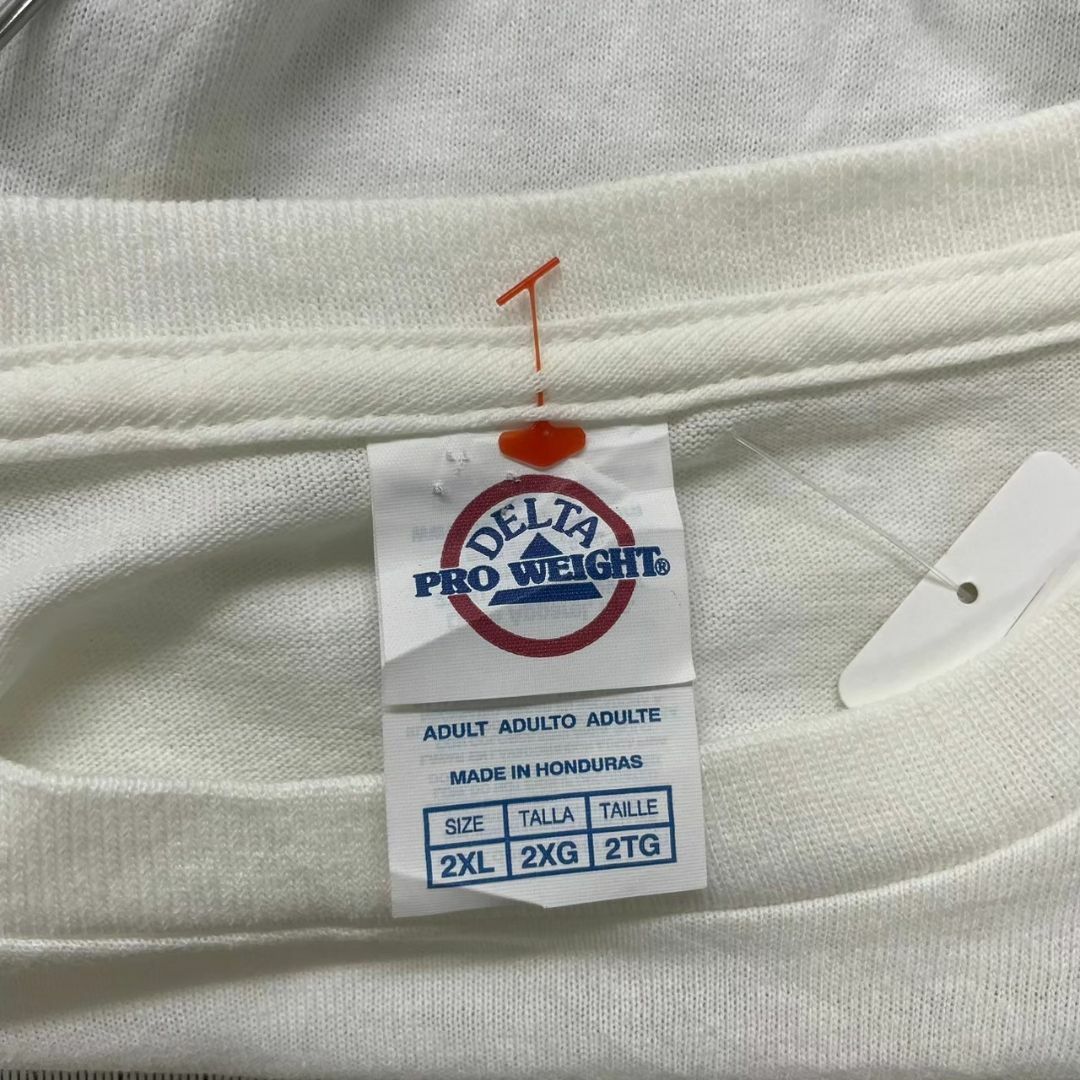 DELTA
PRO WEIGHT®
ADULT ADULTO ADULTE
MADE IN HONDURAS
SIZE TALLA TAILLE
2XL 2XG 2TG